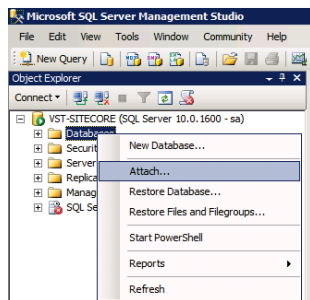 Microsoft SQL Server Management Studio
File Edit View Tools Window Community Help
New Query
Object Explorer
Connect
VST-SITECORE (SQL Server 10.0.1600 - sa)
Databases
Securit
Server
Replica
Manag
SQL Se
New Database...
Attach...
Restore Database...
Restore Files and Filegroups...
Start PowerShell
Reports
Refresh